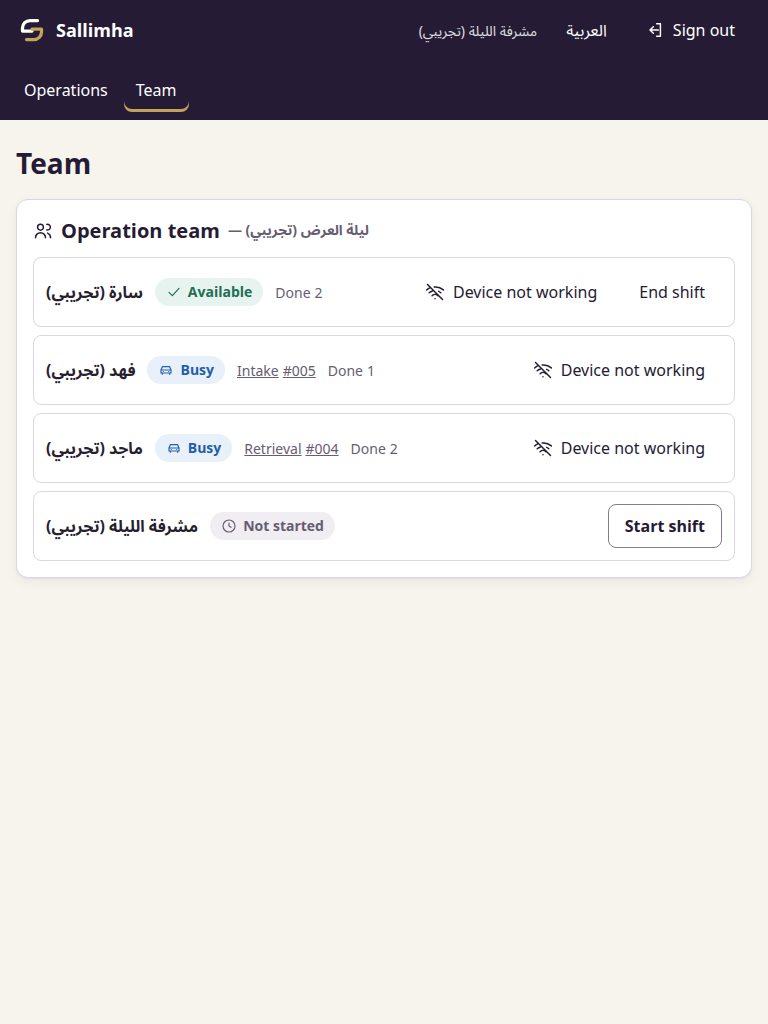 Sallimha
مشرفة الليلة (تجريبي)
العربية
Sign out
Operations
Team
Team
Operation team — ليلة العرض (تجريبي)
سارة (تجريبي) Available Done 2 Device not working End shift
فهد (تجريبي) Busy Intake #005 Done 1 Device not working
ماجد (تجريبي) Busy Retrieval #004 Done 2 Device not working
مشرفة الليلة (تجريبي) Not started Start shift